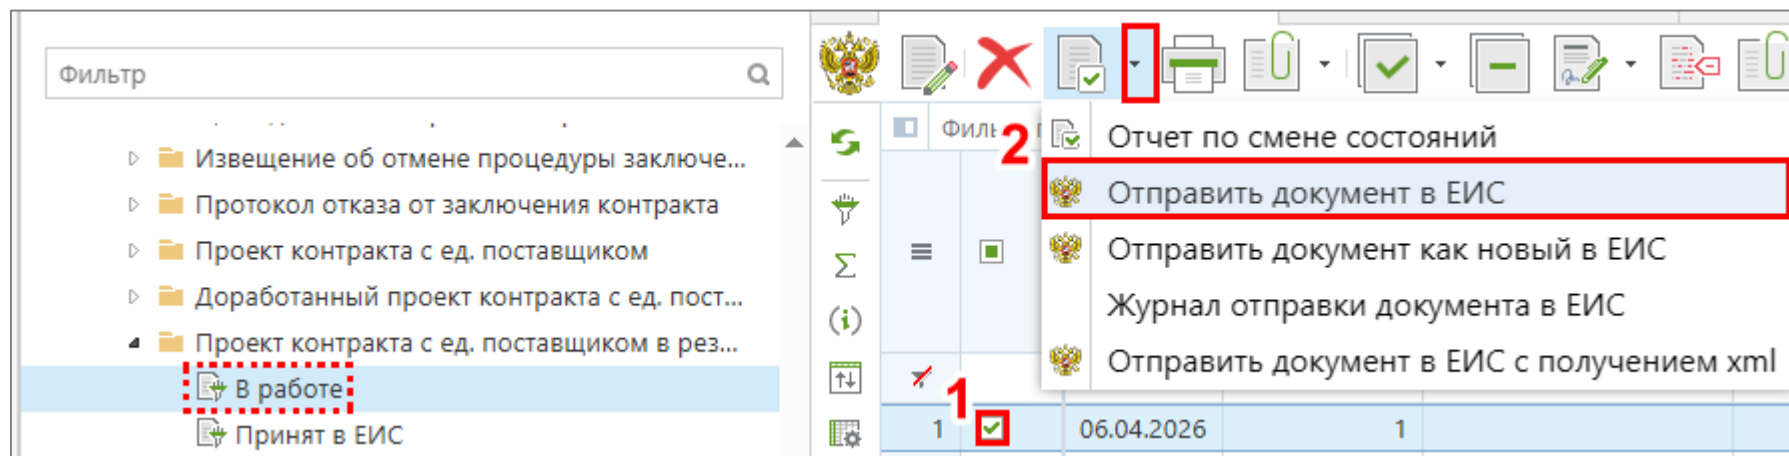 Фильтр
Извещение об отмене процедуры заключе...
Протокол отказа от заключения контракта
Проект контракта с ед. поставщиком
Доработанный проект контракта с ед. пост...
Проект контракта с ед. поставщиком в рез...
В работе
Принят в ЕИС
2
Отчет по смене состояний
Отправить документ в ЕИС
Отправить документ как новый в ЕИС
Журнал отправки документа в ЕИС
Отправить документ в ЕИС с получением xml
1
1 06.04.2026 1